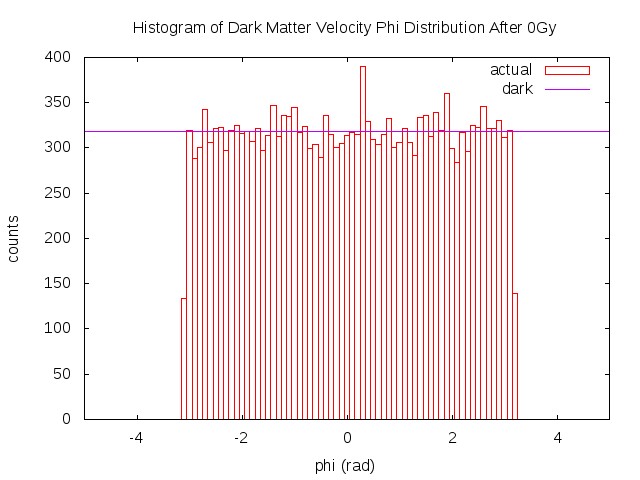 Histogram of Dark Matter Velocity Phi Distribution After 0Gy
400
350
300
250
200
150
100
50
0
counts
actual
dark
-4 -2 0 2 4
phi (rad)